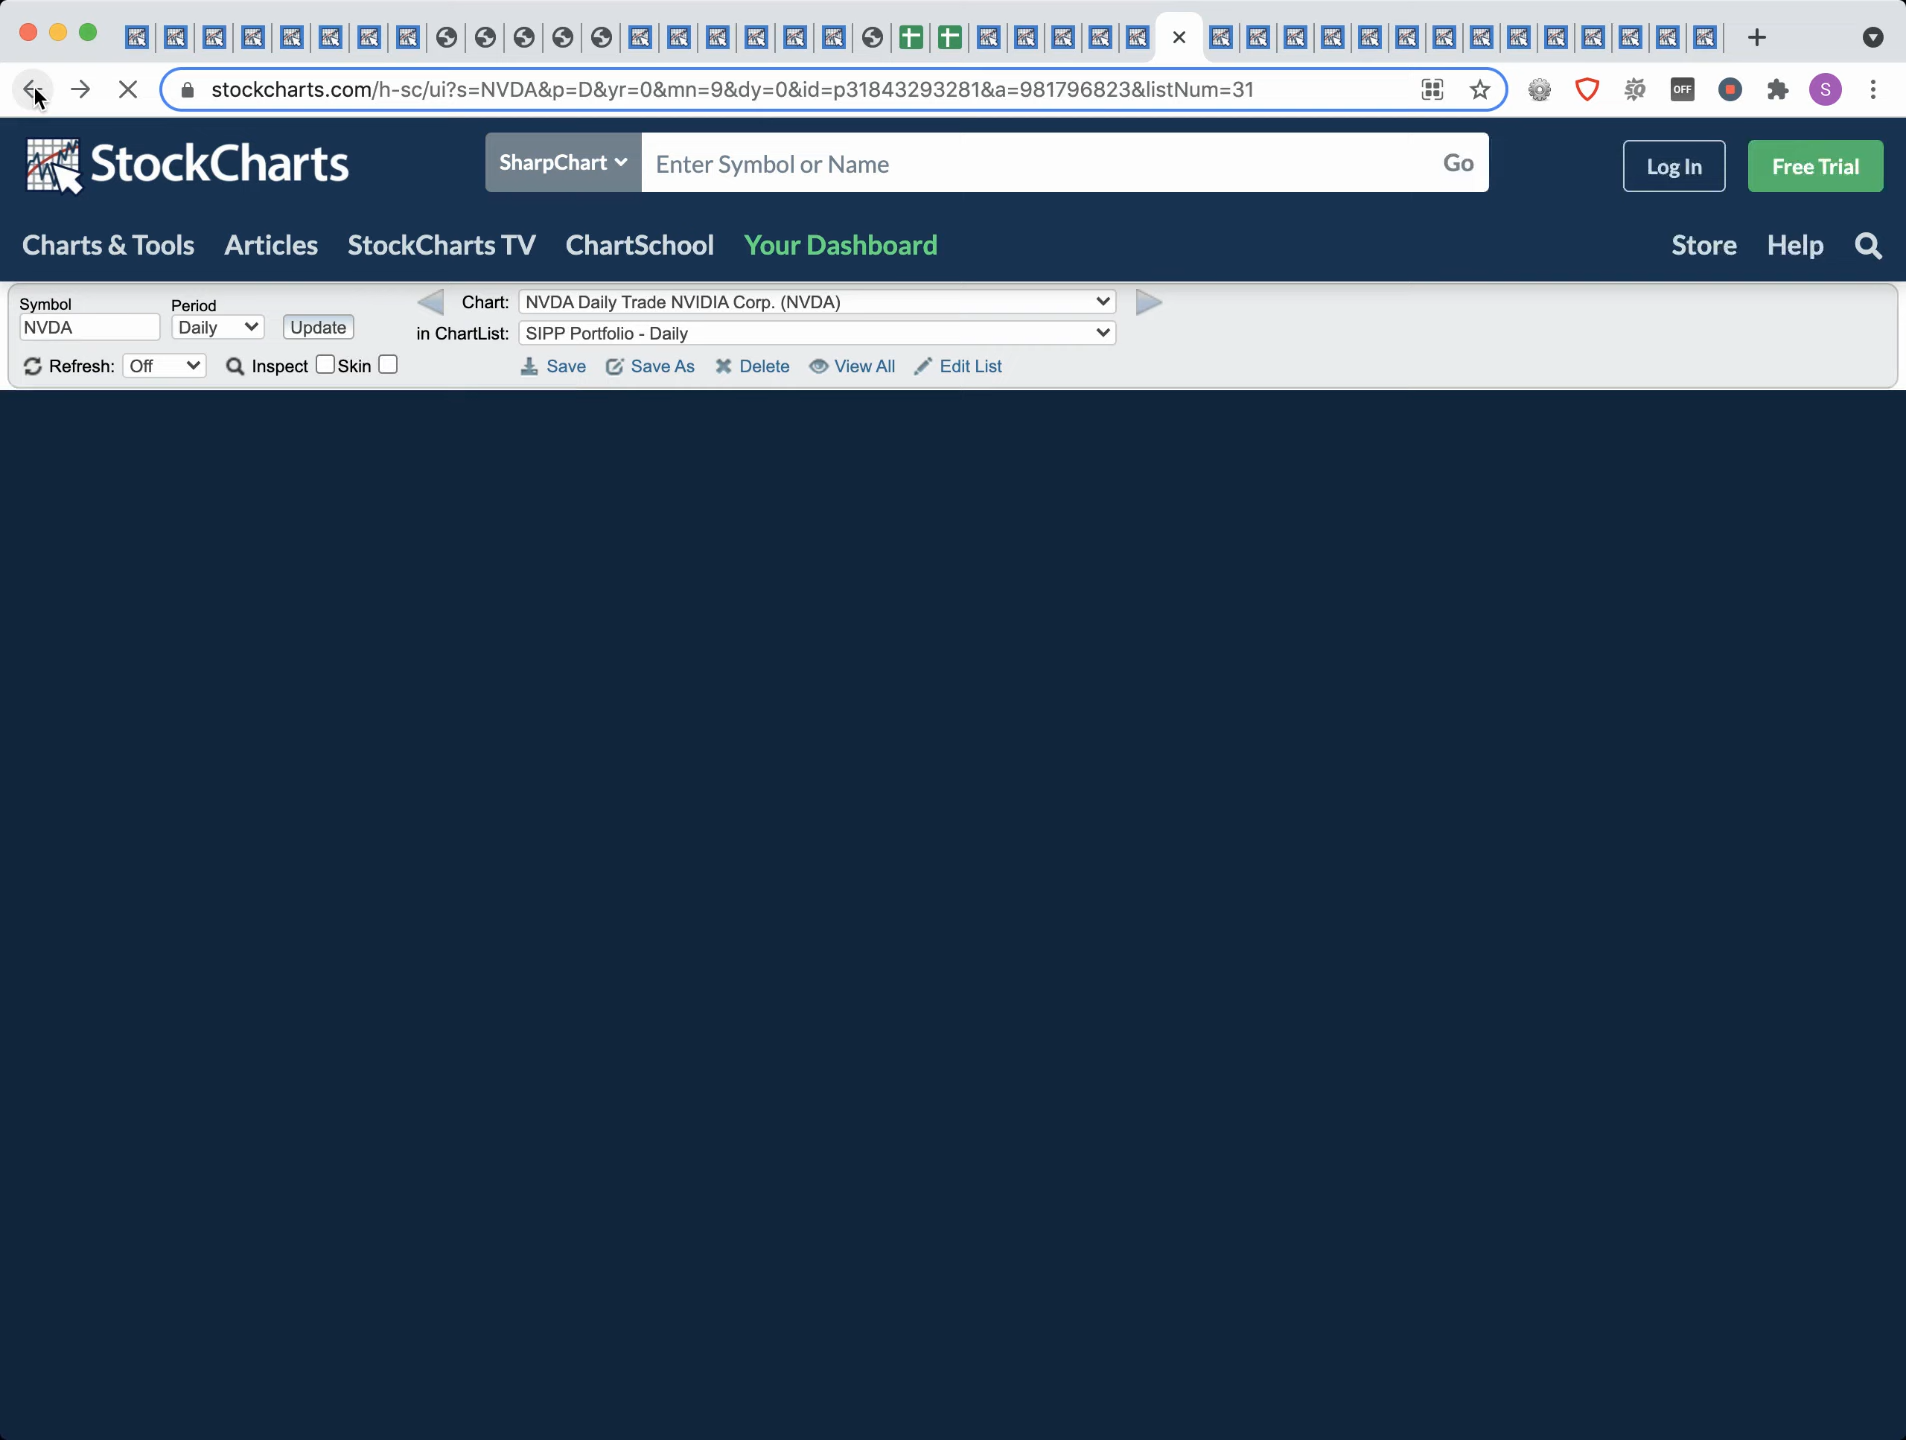 stockcharts.com/h-sc/ui?s=NVDA&p=D&yr=0&mn=9&dy=0&id=p31843293281&a=981796823&listNum=31
SQ
OFF
S
StockCharts
SharpChart
Enter Symbol or Name
Go
Log In
Free Trial
Charts & Tools
Articles
StockCharts TV
ChartSchool
Your Dashboard
Store
Help
Symbol
Period
Chart:
NVDA Daily Trade NVIDIA Corp. (NVDA)
NVDA
Daily
Update
in ChartList:
SIPP Portfolio - Daily
Refresh:
Off
Inspect
Skin
Save
Save As
Delete
View All
Edit List